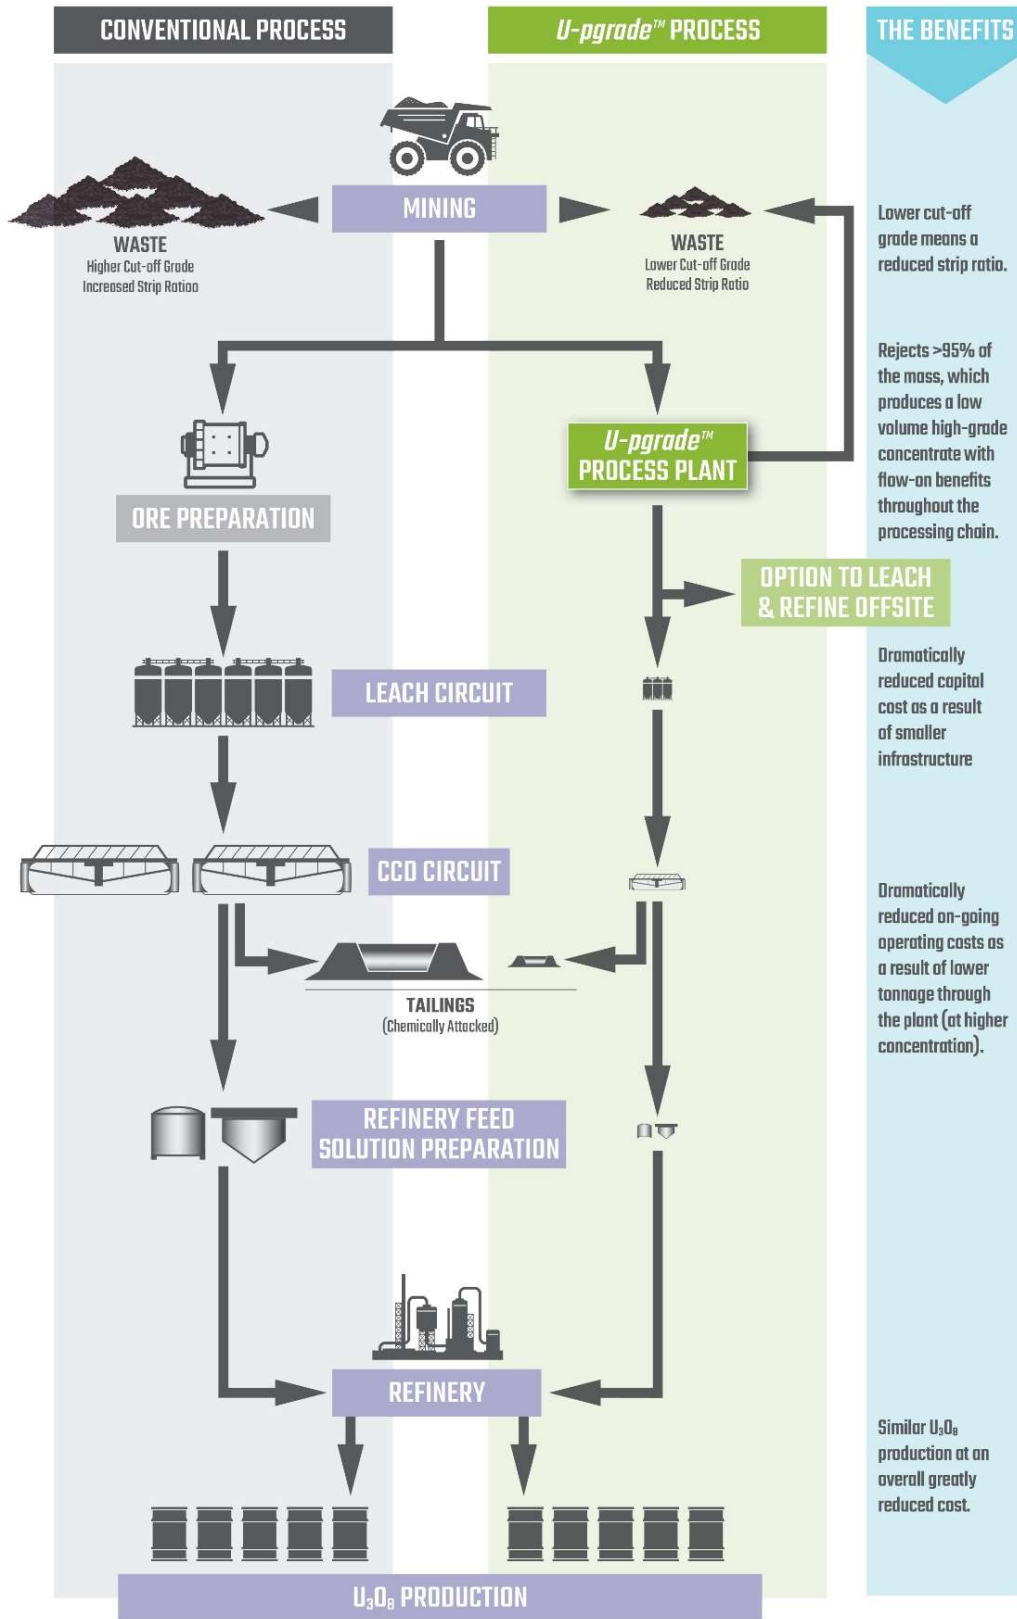 CONVENTIONAL PROCESS
U-pgrade™ PROCESS
THE BENEFITS
MINING
WASTE
Higher Cut-off Grade
Increased Strip Ratioo
WASTE
Lower Cut-off Grade
Reduced Strip Ratio
Lower cut-off
grade means a
reduced strip ratio.
Rejects >95% of
the mass, which
produces a low
volume high-grade
concentrate with
flow-on benefits
throughout the
processing chain.
U-pgrade™
PROCESS PLANT
ORE PREPARATION
OPTION TO LEACH
& REFINE OFFSITE
LEACH CIRCUIT
Dramatically
reduced capital
cost as a result
of smaller
infrastructure
CCD CIRCUIT
Dramatically
reduced on-going
operating costs as
a result of lower
tonnage through
the plant (at higher
concentration).
TAILINGS
(Chemically Attacked)
REFINERY FEED
SOLUTION PREPARATION
REFINERY
Similar U₃O₈
production at an
overall greatly
reduced cost.
U₃O₈ PRODUCTION